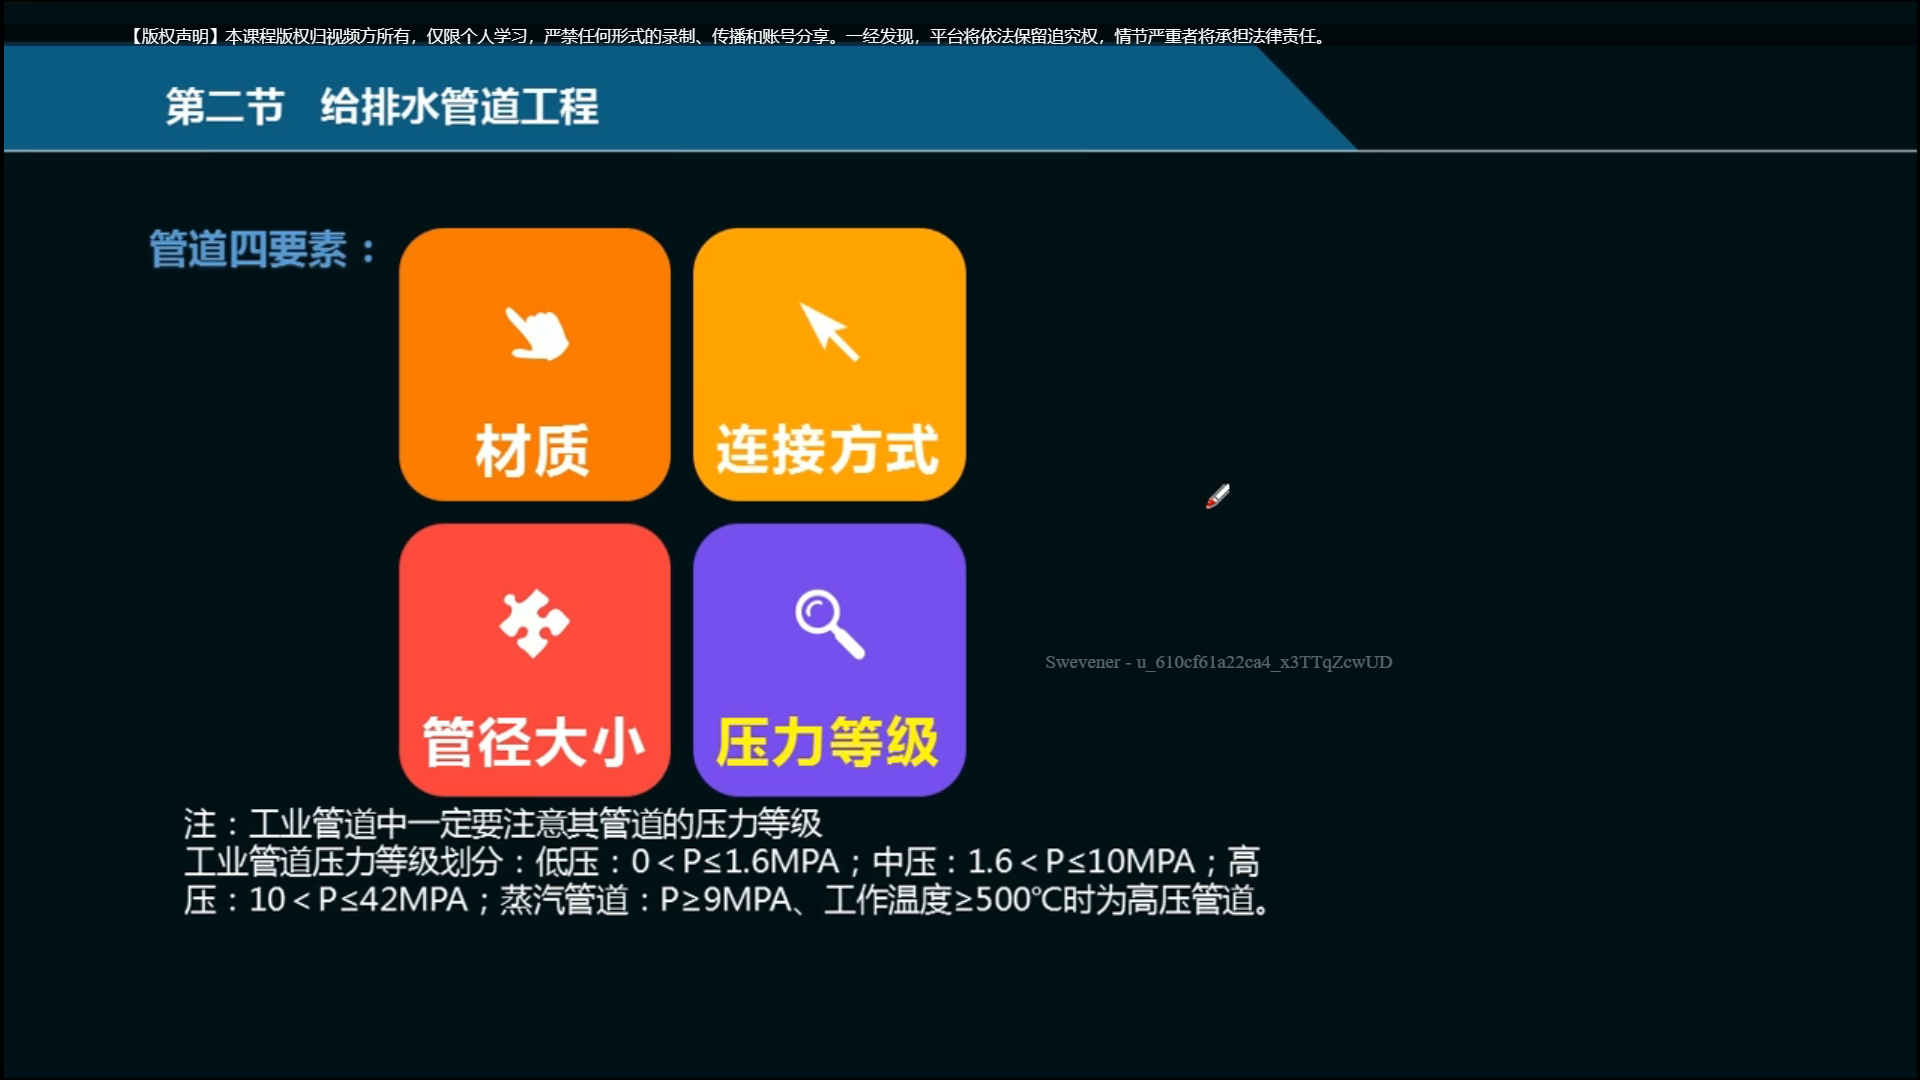 【版权声明】本课程版权归视频方所有，仅限个人学习，严禁任何形式的录制、传播和账号分享。一经发现，平台将依法保留追究权，情节严重者将承担法律责任。
第二节 给排水管道工程
管道四要素：
材质
连接方式
管径大小
压力等级
Swevener - u_610cf61a22ca4_x3TTqZcwUD
注：工业管道中一定要注意其管道的压力等级
工业管道压力等级划分：低压：0＜P≤1.6MPA；中压：1.6＜P≤10MPA；高
压：10＜P≤42MPA；蒸汽管道：P≥9MPA、工作温度≥500℃时为高压管道。